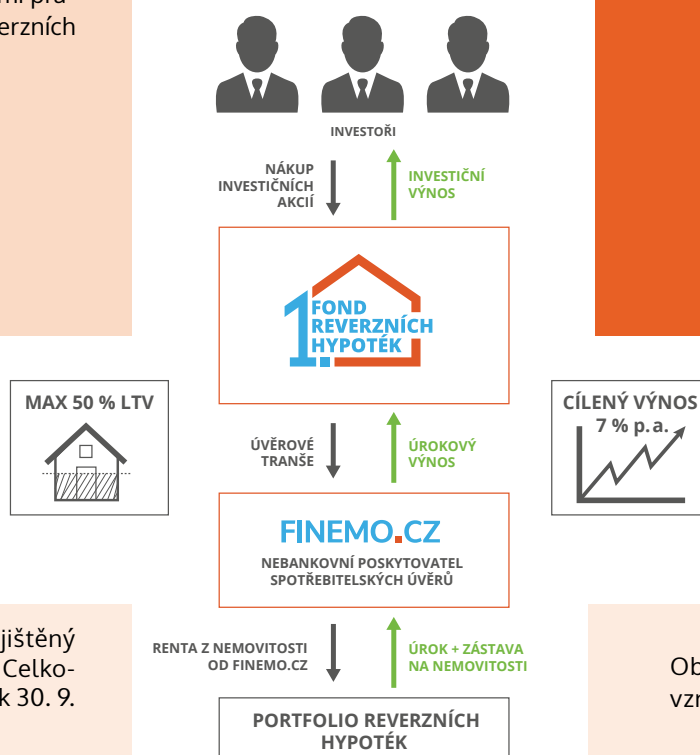 erzních
INVESTOŘI
NÁKUP
INVESTIČNÍCH
AKCIÍ
INVESTIČNÍ
VÝNOS
1. FOND
REVERZNÍCH
HYPOTÉK
MAX 50 % LTV
CÍLENÝ VÝNOS
7 % p. a.
ÚVĚROVÉ
TRANŠE
ÚROKOVÝ
VÝNOS
FINEMO.CZ
NEBANKOVNÍ POSKYTOVATEL
SPOTŘEBITELSKÝCH ÚVĚRŮ
jištěný
Celko-
k 30. 9.
RENTA Z NEMOVITOSTI
OD FINEMO.CZ
ÚROK + ZÁSTAVA
NA NEMOVITOSTI
Ob
vzn
PORTFOLIO REVERZNÍCH
HYPOTÉK